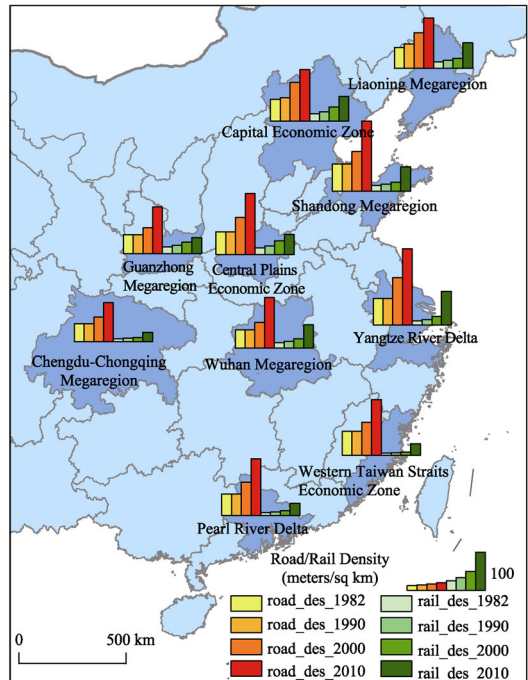 Liaoning Megaregion
Capital Economic Zone
Shandong Megaregion
Guanzhong
Megaregion
Central Plains
Economic Zone
Yangtze River Delta
Chengdu-Chongqing
Megaregion
Wuhan Megaregion
Western Taiwan Straits
Economic Zone
Pearl River Delta
Road/Rail Density
(meters/sq km)
100
road_des_1982
rail_des_1982
road_des_1990
rail_des_1990
road_des_2000
rail_des_2000
road_des_2010
rail_des_2010
0
500 km